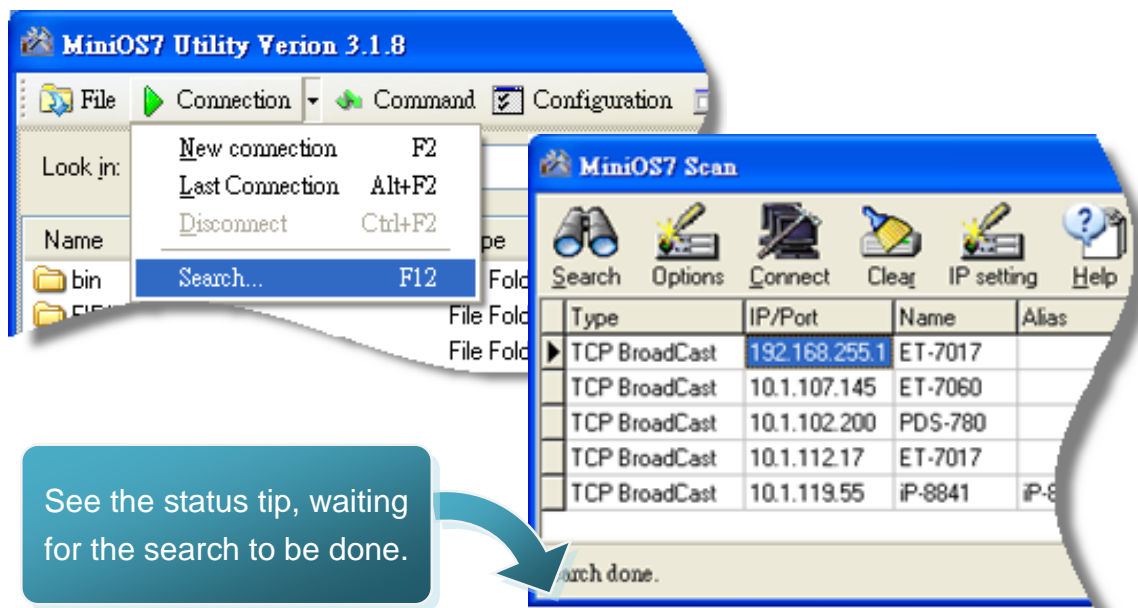 MiniOS7 Utility Verion 3.1.8
File Connection Command Configuration
Look in:
New connection F2
Last Connection Alt+F2
Disconnect Ctrl+F2
Search... F12
Name pe
bin Fold
File Fold
File Fold
MiniOS7 Scan
Search Options Connect Clear IP setting Help
Type IP/Port Name Alias
TCP BroadCast 192.168.255.1 ET-7017
TCP BroadCast 10.1.107.145 ET-7060
TCP BroadCast 10.1.102.200 PDS-780
TCP BroadCast 10.1.112.17 ET-7017
TCP BroadCast 10.1.119.55 iP-8841 iP-8
arch done.
See the status tip, waiting
for the search to be done.